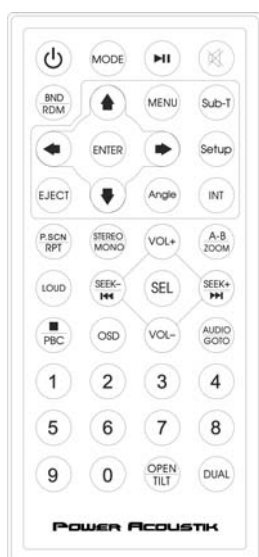 MODE
BND
RDM
MENU
Sub-T
ENTER
Setup
EJECT
Angle
INT
P.SCN
RPT
STEREO
MONO
VOL+
A-B
ZOOM
LOUD
SEEK-
SEL
SEEK+
PBC
OSD
VOL-
AUDIO
GOTO
1 2 3 4
5 6 7 8
9 0
OPEN
TILT
DUAL
POWER ACOUSTIK